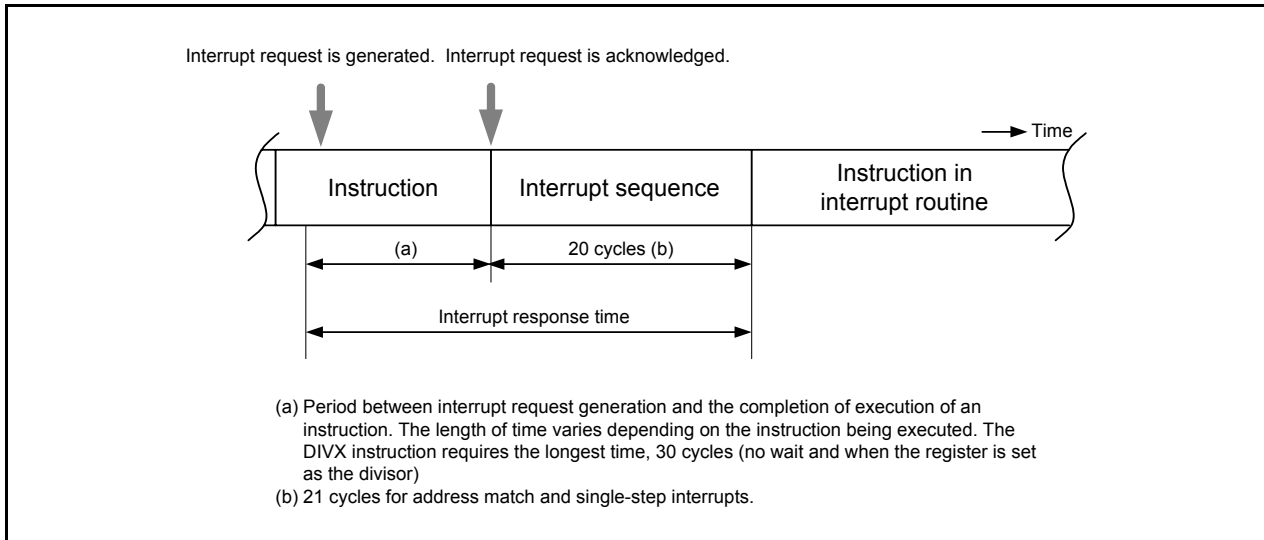 Interrupt request is generated. Interrupt request is acknowledged.
Time
Instruction
Interrupt sequence
Instruction in
interrupt routine
(a)
20 cycles (b)
Interrupt response time
(a) Period between interrupt request generation and the completion of execution of an
instruction. The length of time varies depending on the instruction being executed. The
DIVX instruction requires the longest time, 30 cycles (no wait and when the register is set
as the divisor)
(b) 21 cycles for address match and single-step interrupts.